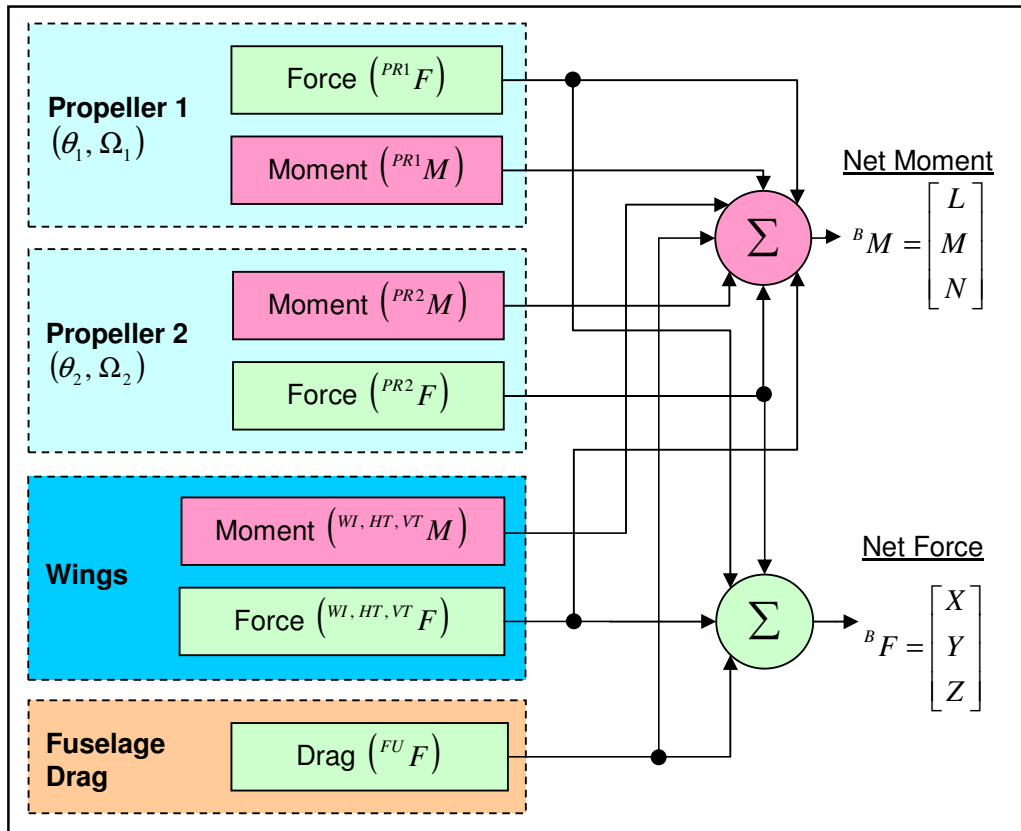 Propeller 1
(θ₁, Ω₁)
Force (ᴾᴿ¹F)
Moment (ᴾᴿ¹M)
Propeller 2
(θ₂, Ω₂)
Moment (ᴾᴿ²M)
Force (ᴾᴿ²F)
Wings
Moment (ᵂᴵ, ᴴᵀ, ⱽᵀM)
Force (ᵂᴵ, ᴴᵀ, ⱽᵀF)
Fuselage
Drag
Drag (ᶠᵁF)
Σ
Net Moment
ᴮM = [L
M
N]
Σ
Net Force
ᴮF = [X
Y
Z]